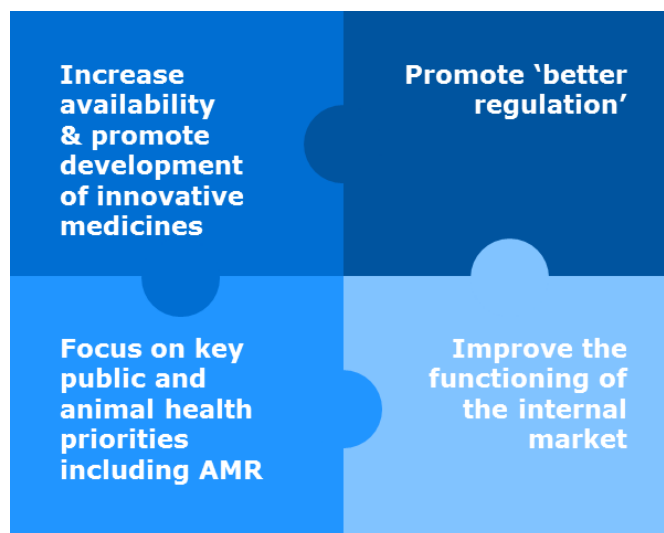 Increase
availability
& promote
development
of innovative
medicines
Promote ‘better
regulation’
Focus on key
public and
animal health
priorities
including AMR
Improve the
functioning of
the internal
market